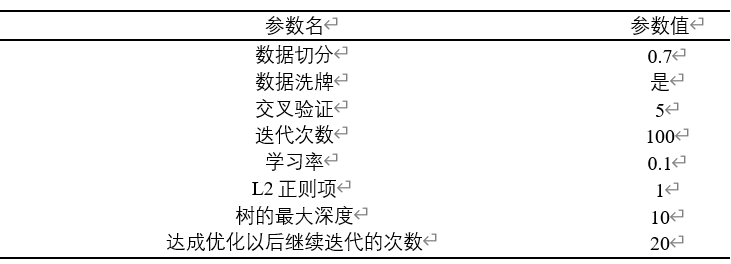 参数名 参数值
数据切分 0.7
数据洗牌 是
交叉验证 5
迭代次数 100
学习率 0.1
L2 正则项 1
树的最大深度 10
达成优化以后继续迭代的次数 20